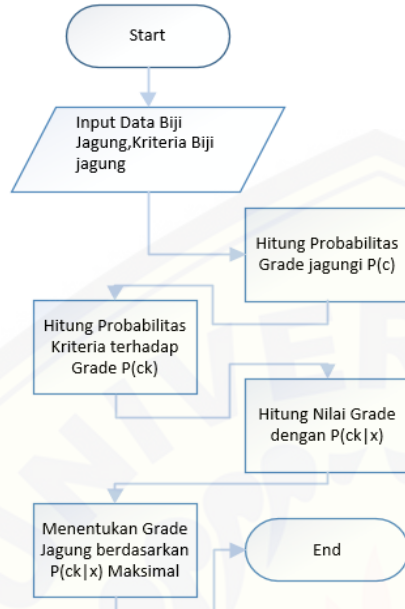 Start
Input Data Biji
Jagung,Kriteria Biji
jagung
Hitung Probabilitas
Grade jagungi P(c)
Hitung Probabilitas
Kriteria terhadap
Grade P(ck)
Hitung Nilai Grade
dengan P(ck|x)
Menentukan Grade
Jagung berdasarkan
P(ck|x) Maksimal
End